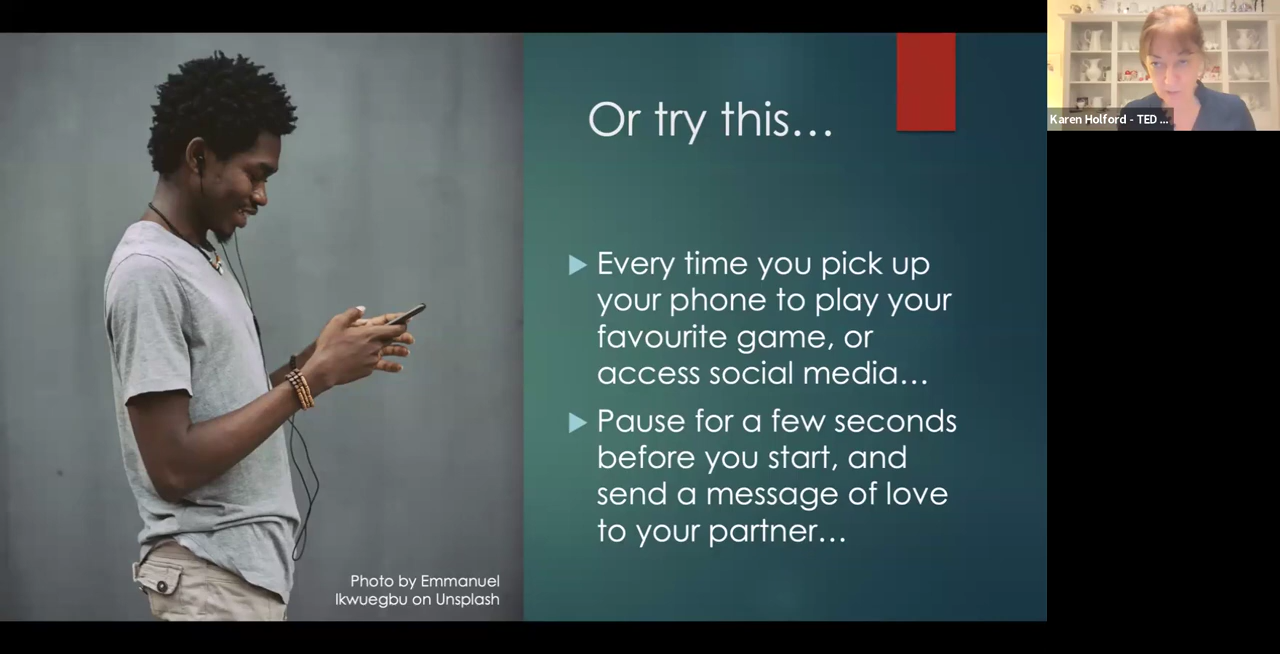 Or try this…
Every time you pick up
your phone to play your
favourite game, or
access social media…
Pause for a few seconds
before you start, and
send a message of love
to your partner…
Photo by Emmanuel
Ikwuegbu on Unsplash
Karen Holford - TED ...